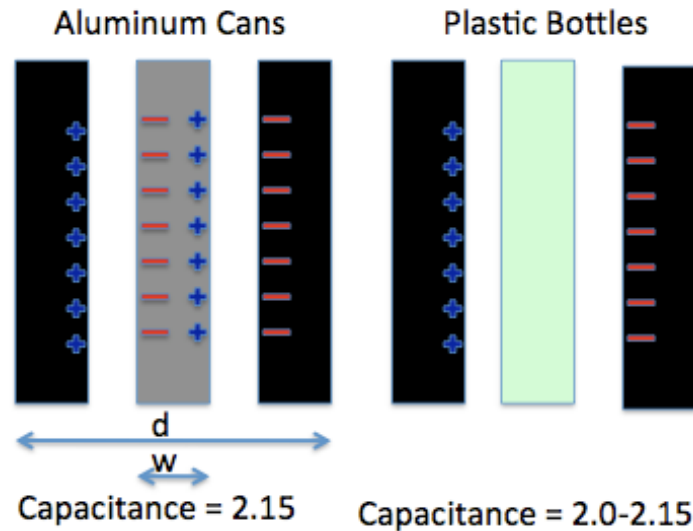 Aluminum Cans
Plastic Bottles
d
w
Capacitance = 2.15
Capacitance = 2.0-2.15